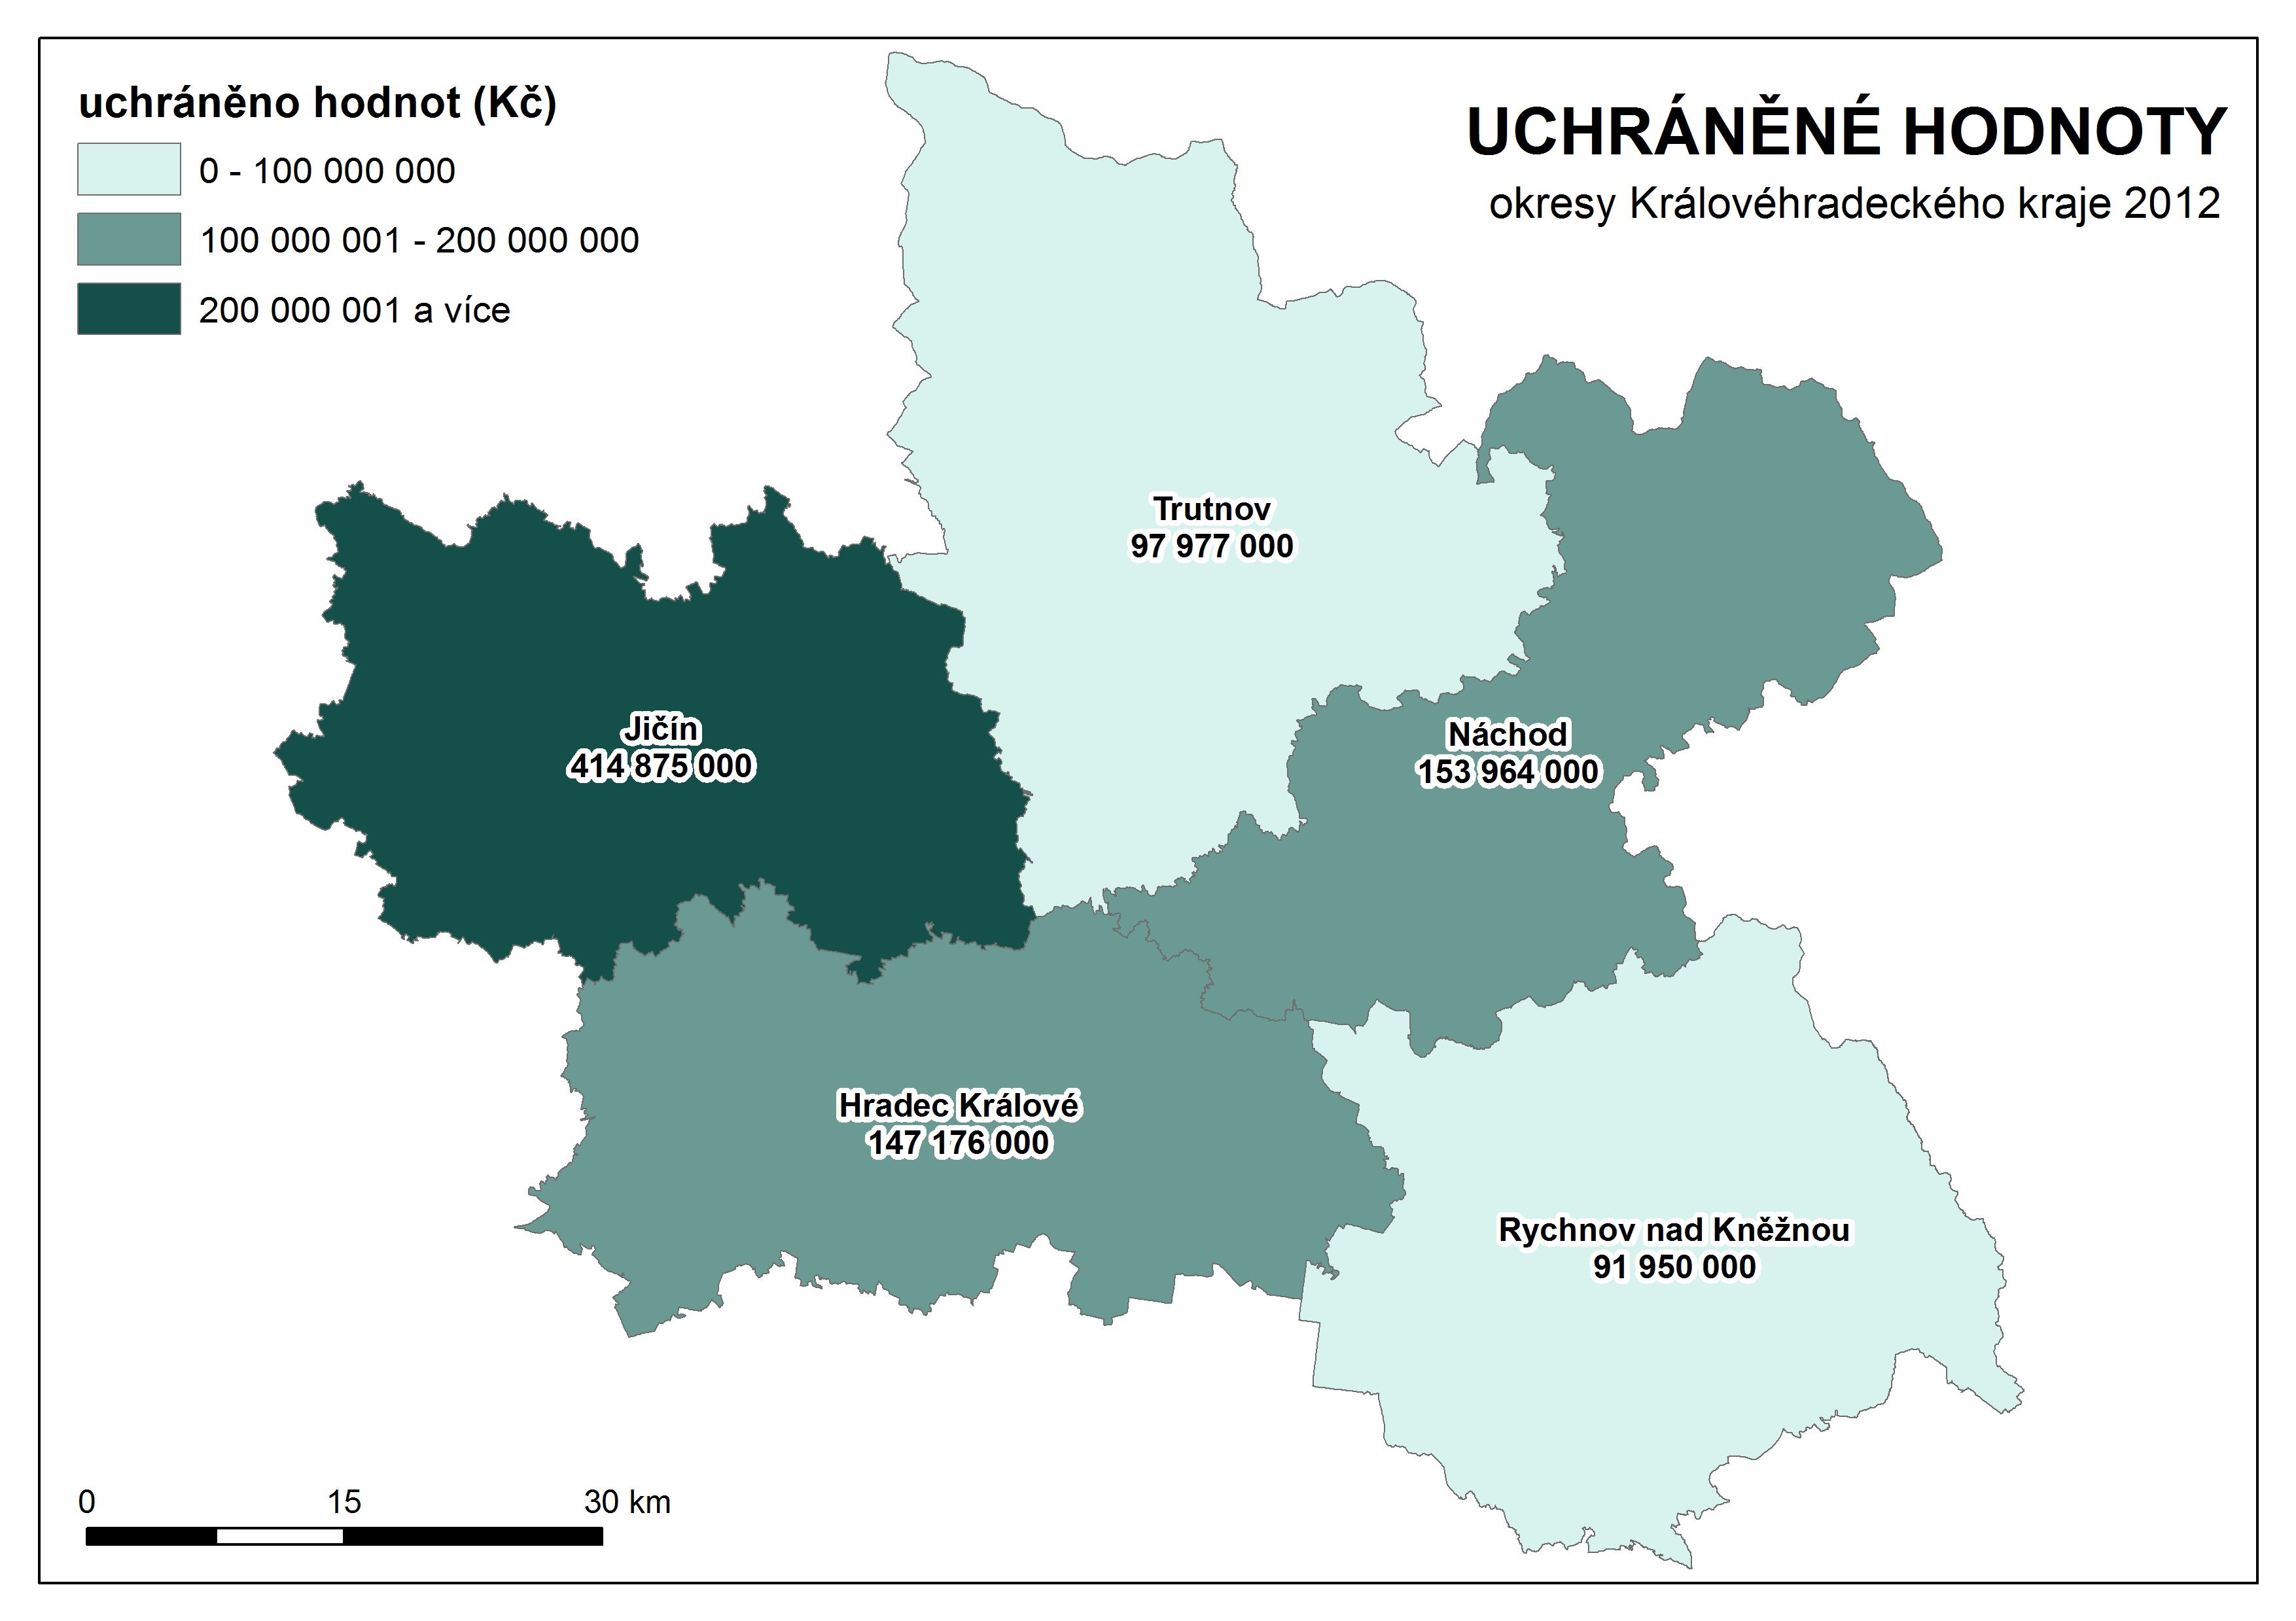 uchráněno hodnot (Kč)
0 - 100 000 000
100 000 001 - 200 000 000
200 000 001 a více
UCHRÁNĚNÉ HODNOTY
okresy Královéhradeckého kraje 2012
Trutnov
97 977 000
Jičín
414 875 000
Náchod
153 964 000
Hradec Králové
147 176 000
Rychnov nad Kněžnou
91 950 000
0 15 30 km